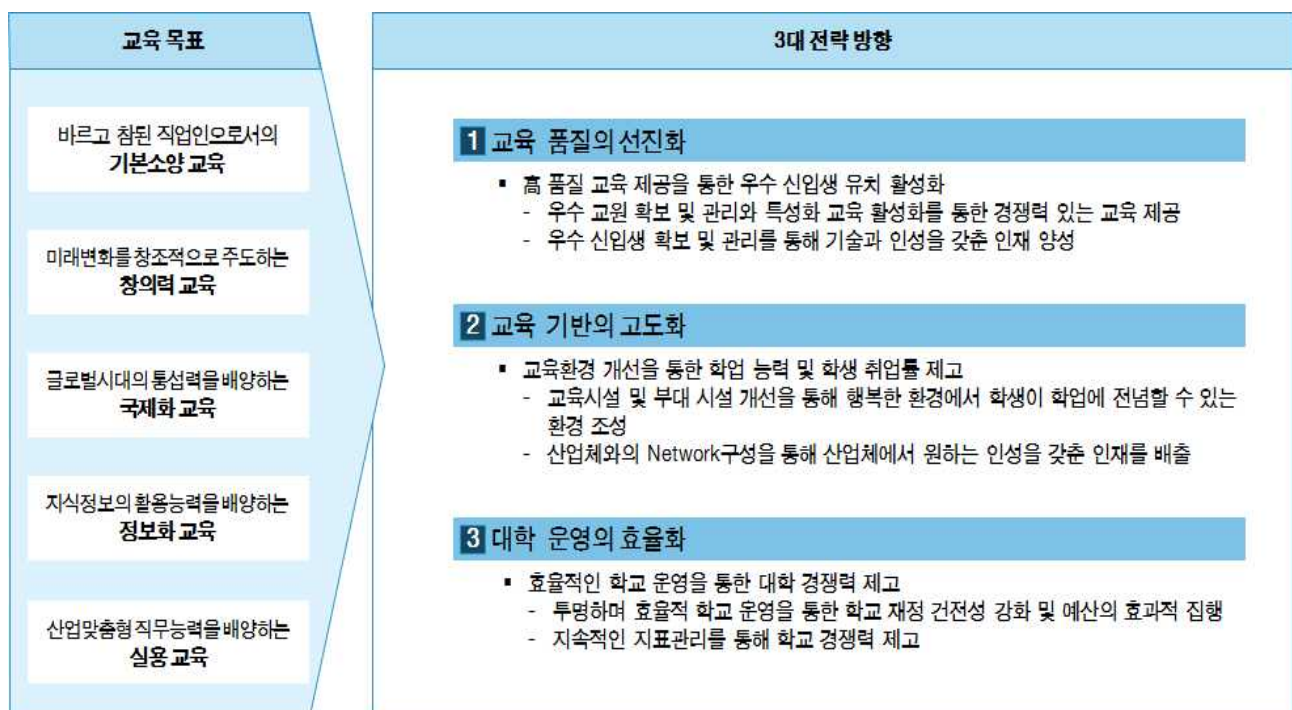 교육 목표
바르고 참된 직업인으로서의
기본소양 교육
미래변화를 창조적으로 주도하는
창의력 교육
글로벌시대의 통섭력을 배양하는
국제화 교육
지식정보의 활용능력을 배양하는
정보화 교육
산업맞춤형 직무능력을 배양하는
실용 교육
3대 전략 방향
1 교육 품질의 선진화
▪ 高 품질 교육 제공을 통한 우수 신입생 유치 활성화
- 우수 교원 확보 및 관리와 특성화 교육 활성화를 통한 경쟁력 있는 교육 제공
- 우수 신입생 확보 및 관리를 통해 기술과 인성을 갖춘 인재 양성
2 교육 기반의 고도화
▪ 교육환경 개선을 통한 학업 능력 및 학생 취업률 제고
- 교육시설 및 부대 시설 개선을 통해 행복한 환경에서 학생이 학업에 전념할 수 있는
환경 조성
- 산업체와의 Network구성을 통해 산업체에서 원하는 인성을 갖춘 인재를 배출
3 대학 운영의 효율화
▪ 효율적인 학교 운영을 통한 대학 경쟁력 제고
- 투명하며 효율적 학교 운영을 통한 학교 재정 건전성 강화 및 예산의 효과적 집행
- 지속적인 지표관리를 통해 학교 경쟁력 제고